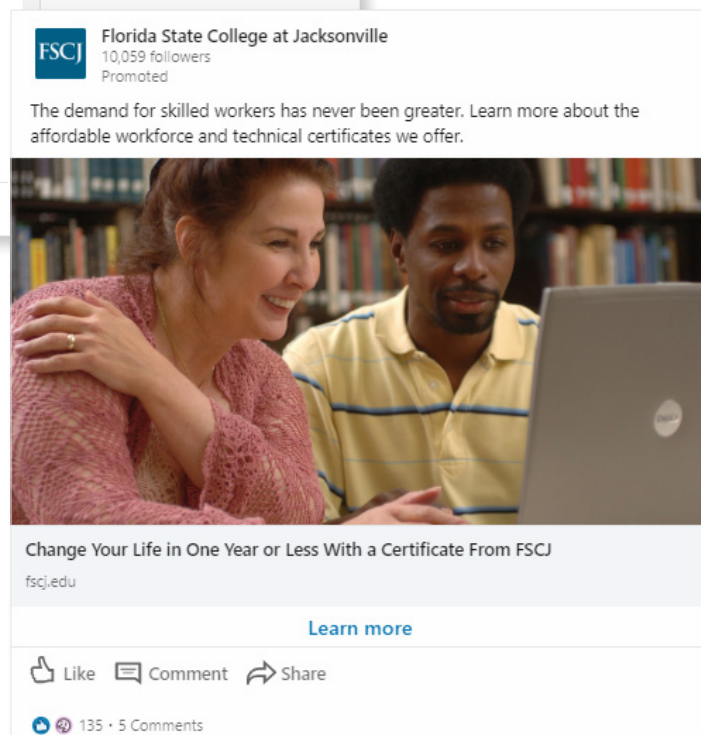 FSCJ
Florida State College at Jacksonville
10,059 followers
Promoted
The demand for skilled workers has never been greater. Learn more about the
affordable workforce and technical certificates we offer.
DELL
Change Your Life in One Year or Less With a Certificate From FSCJ
fscj.edu
Learn more
Like
Comment
Share
135 • 5 Comments